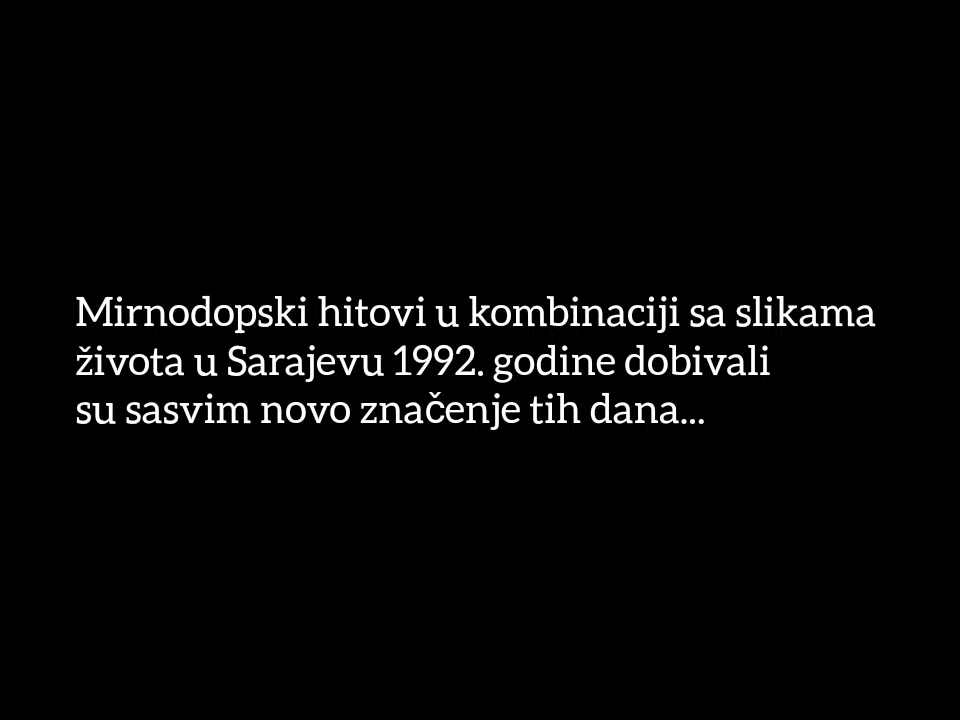 Mirnodopski hitovi u kombinaciji sa slikama
života u Sarajevu 1992. godine dobivali
su sasvim novo značenje tih dana...